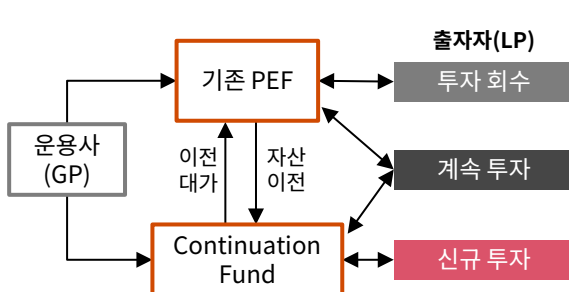 출자자(LP)
기존 PEF
투자 회수
운용사
(GP)
이전
대가
자산
이전
계속 투자
Continuation
Fund
신규 투자